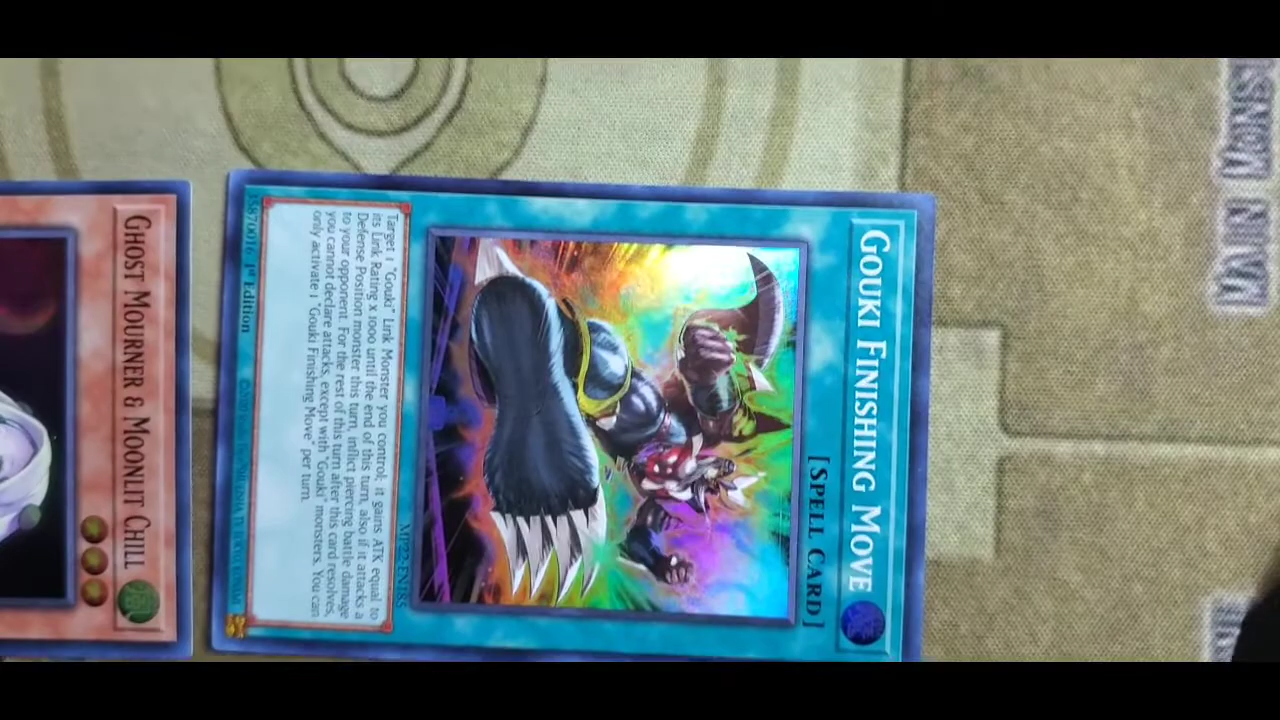 GOUKI FINISHING MOVE
[SPELL CARD]
MP22-EN185
Target 1 "Gouki" Link Monster you control; it gains ATK equal to
its Link Rating x 1000 until the end of this turn, also if it attacks a
Defense Position monster this turn, inflict piercing battle damage
to your opponent. For the rest of this turn after this card resolves,
you cannot declare attacks, except with "Gouki" monsters. You can
only activate 1 "Gouki Finishing Move" per turn.
1st Edition
GHOST MOURNER & MOONLIT CHILL
MAIN MONST